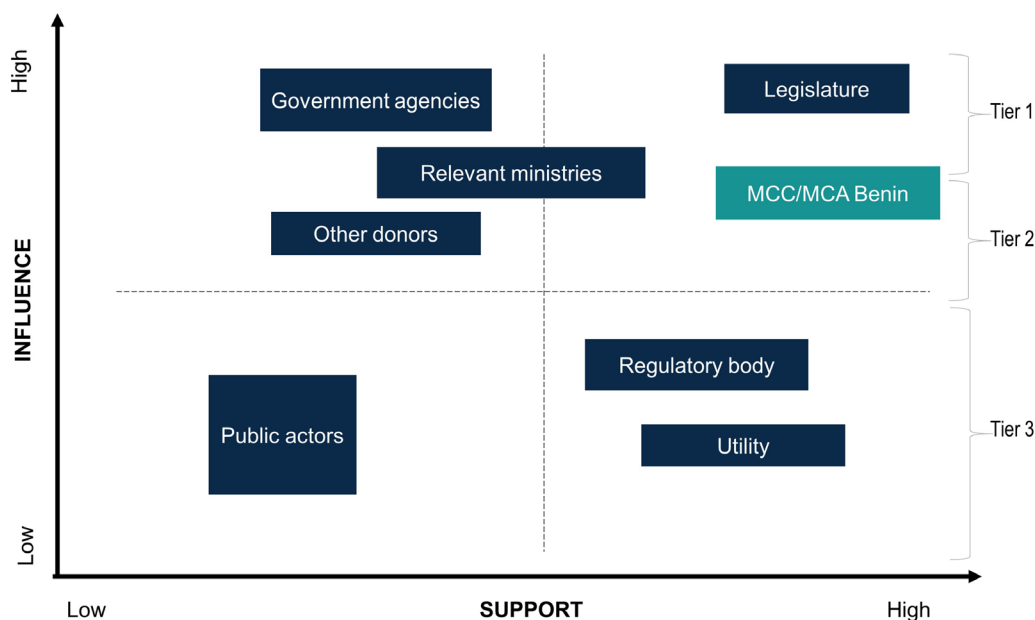 High
Government agencies
Legislature
Tier 1
Relevant ministries
MCC/MCA Benin
Other donors
Tier 2
INFLUENCE
Regulatory body
Public actors
Utility
Tier 3
Low
Low
SUPPORT
High